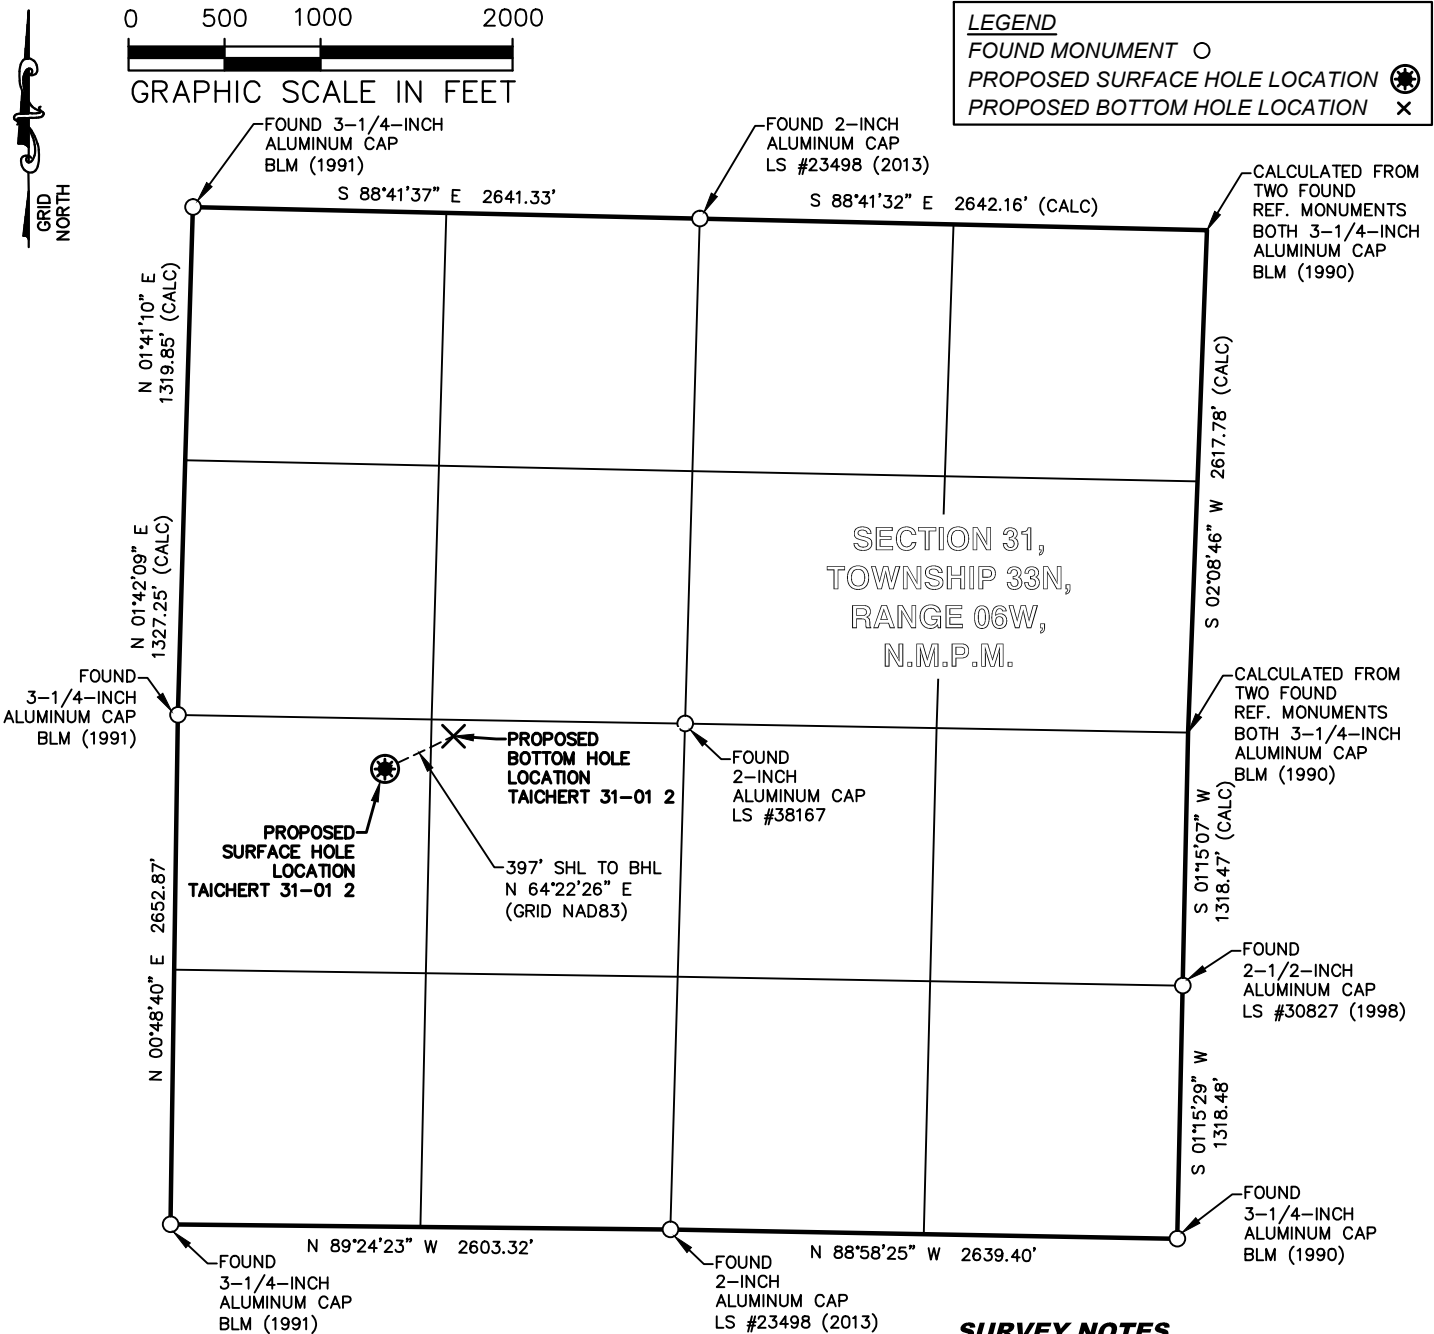 0 500 1000 2000
GRAPHIC SCALE IN FEET
LEGEND
FOUND MONUMENT
PROPOSED SURFACE HOLE LOCATION
PROPOSED BOTTOM HOLE LOCATION
GRID
NORTH
FOUND 3-1/4-INCH
ALUMINUM CAP
BLM (1991)
FOUND 2-INCH
ALUMINUM CAP
LS #23498 (2013)
CALCULATED FROM
TWO FOUND
REF. MONUMENTS
BOTH 3-1/4-INCH
ALUMINUM CAP
BLM (1990)
S 88°41'37" E 2641.33'
S 88°41'32" E 2642.16' (CALC)
N 01°41'10" E
1319.85' (CALC)
S 02°08'46" W 2617.78' (CALC)
N 01°42'09" E
1327.25' (CALC)
SECTION 31,
TOWNSHIP 33N,
RANGE 06W,
N.M.P.M.
FOUND
3-1/4-INCH
ALUMINUM CAP
BLM (1991)
CALCULATED FROM
TWO FOUND
REF. MONUMENTS
BOTH 3-1/4-INCH
ALUMINUM CAP
BLM (1990)
PROPOSED
BOTTOM HOLE
LOCATION
TAICHERT 31-01 2
FOUND
2-INCH
ALUMINUM CAP
LS #38167
PROPOSED
SURFACE HOLE
LOCATION
TAICHERT 31-01 2
397' SHL TO BHL
N 64°22'26" E
(GRID NAD83)
S 01°15'07" W
1318.47' (CALC)
N 00°48'40" E 2652.87'
FOUND
2-1/2-INCH
ALUMINUM CAP
LS #30827 (1998)
S 01°15'29" W
1318.48'
FOUND
3-1/4-INCH
ALUMINUM CAP
BLM (1990)
N 89°24'23" W 2603.32'
N 88°58'25" W 2639.40'
FOUND
3-1/4-INCH
ALUMINUM CAP
BLM (1991)
FOUND
2-INCH
ALUMINUM CAP
LS #23498 (2013)
SURVEY NOTES